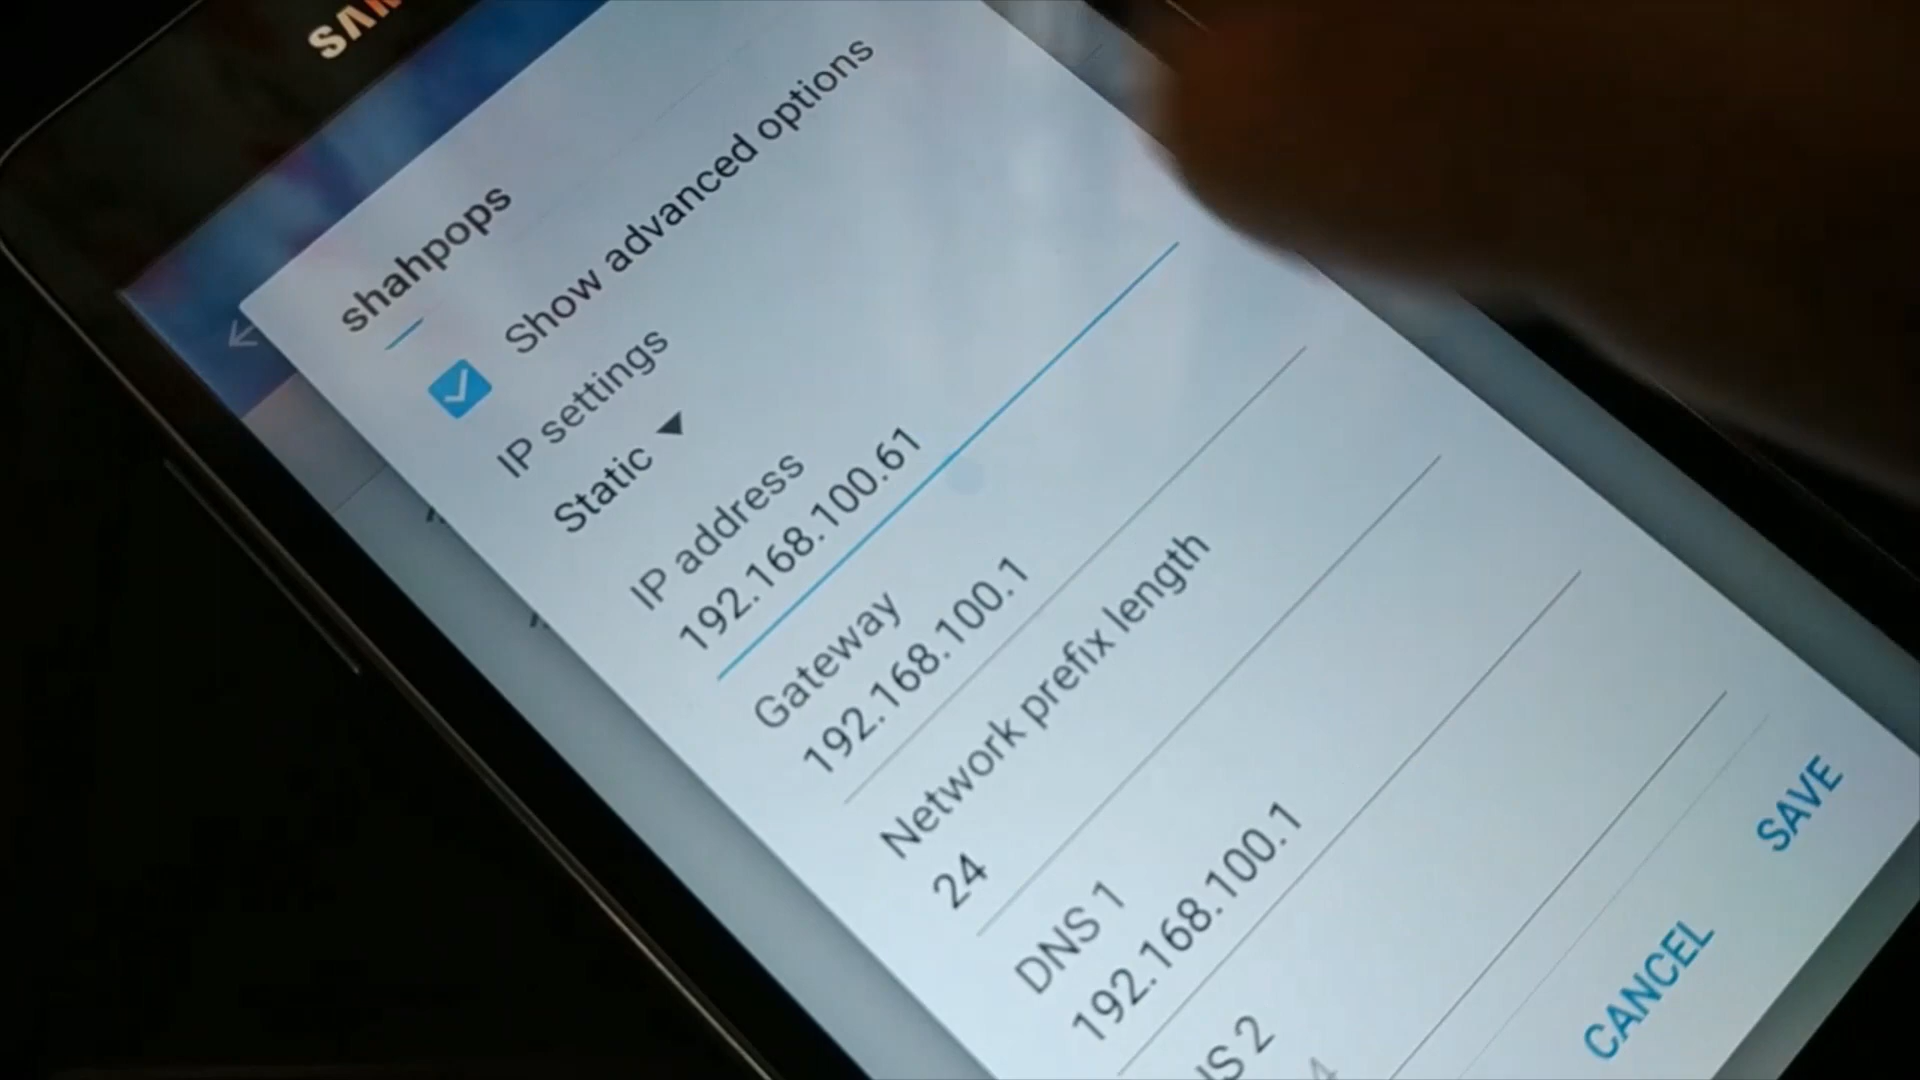 shahpops
Show advanced options
IP settings
Static
IP address
192.168.100.61
Gateway
192.168.100.1
Network prefix length
24
DNS 1
192.168.100.1
CANCEL
SAVE